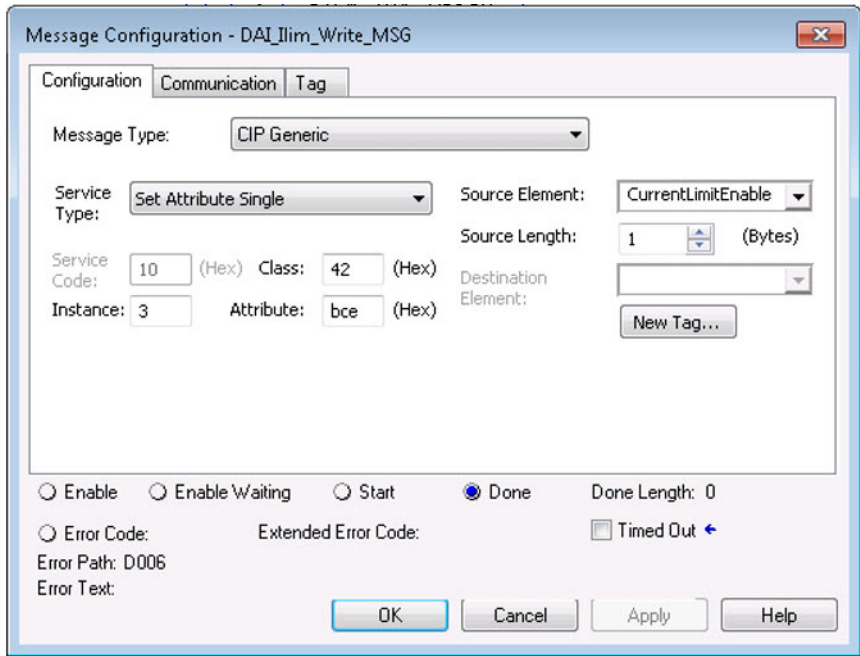 Message Configuration - DAI_Ilim_Write_MSG
Configuration Communication Tag
Message Type: CIP Generic
Service Type: Set Attribute Single Source Element: CurrentLimitEnable
Source Length: 1 (Bytes)
Service Code: 10 (Hex) Class: 42 (Hex) Destination Element:
Instance: 3 Attribute: bce (Hex)
New Tag...
Enable Enable Waiting Start Done Done Length: 0
Error Code: Extended Error Code: Timed Out
Error Path: D006
Error Text:
OK Cancel Apply Help